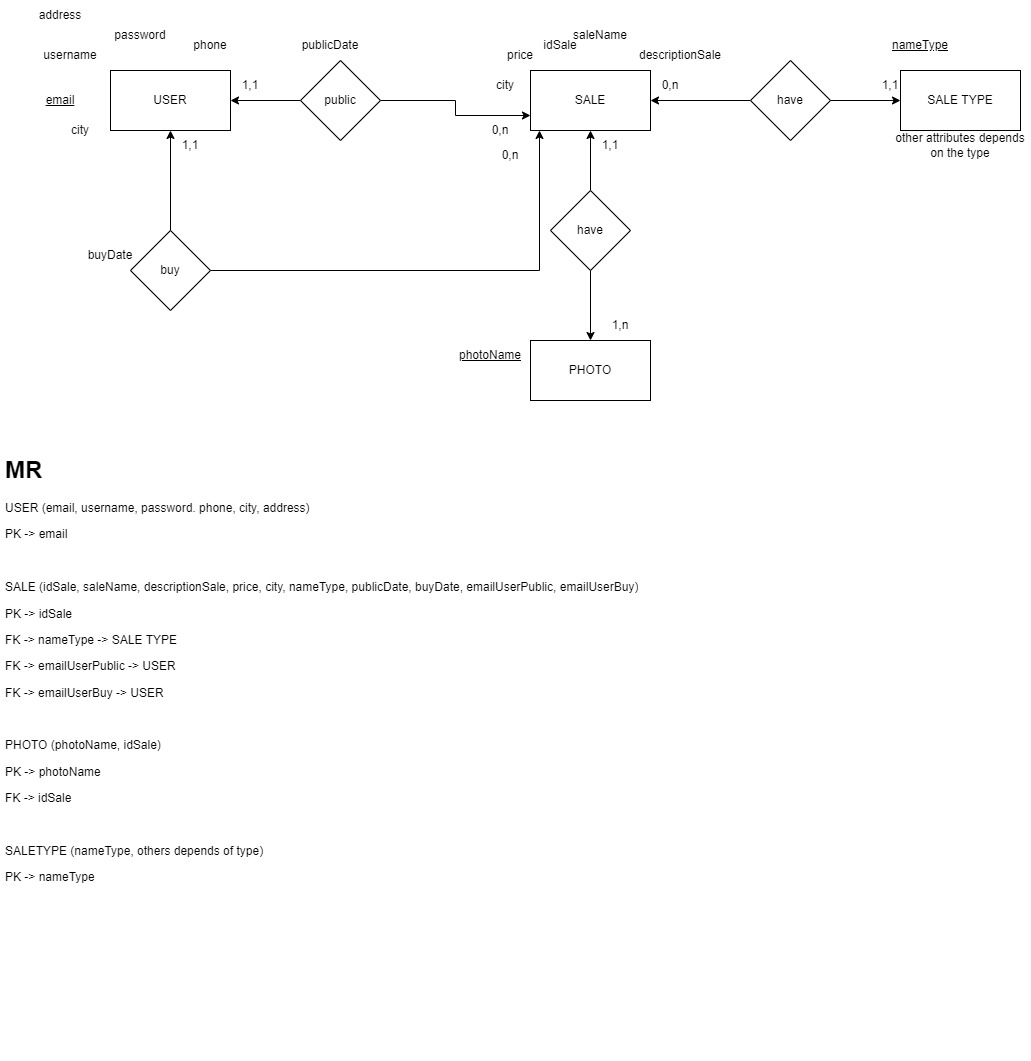 address
password
saleName
phone
publicDate
idSale
nameType
username
price
descriptionSale
1,1
city
0,n
1,1
email
USER
public
SALE
have
SALE TYPE
city
0,n
other attributes depends
on the type
1,1
0,n
1,1
have
buyDate
buy
1,n
photoName
PHOTO
MR
USER (email, username, password. phone, city, address)
PK -> email
SALE (idSale, saleName, descriptionSale, price, city, nameType, publicDate, buyDate, emailUserPublic, emailUserBuy)
PK -> idSale
FK -> nameType -> SALE TYPE
FK -> emailUserPublic -> USER
FK -> emailUserBuy -> USER
PHOTO (photoName, idSale)
PK -> photoName
FK -> idSale
SALETYPE (nameType, others depends of type)
PK -> nameType